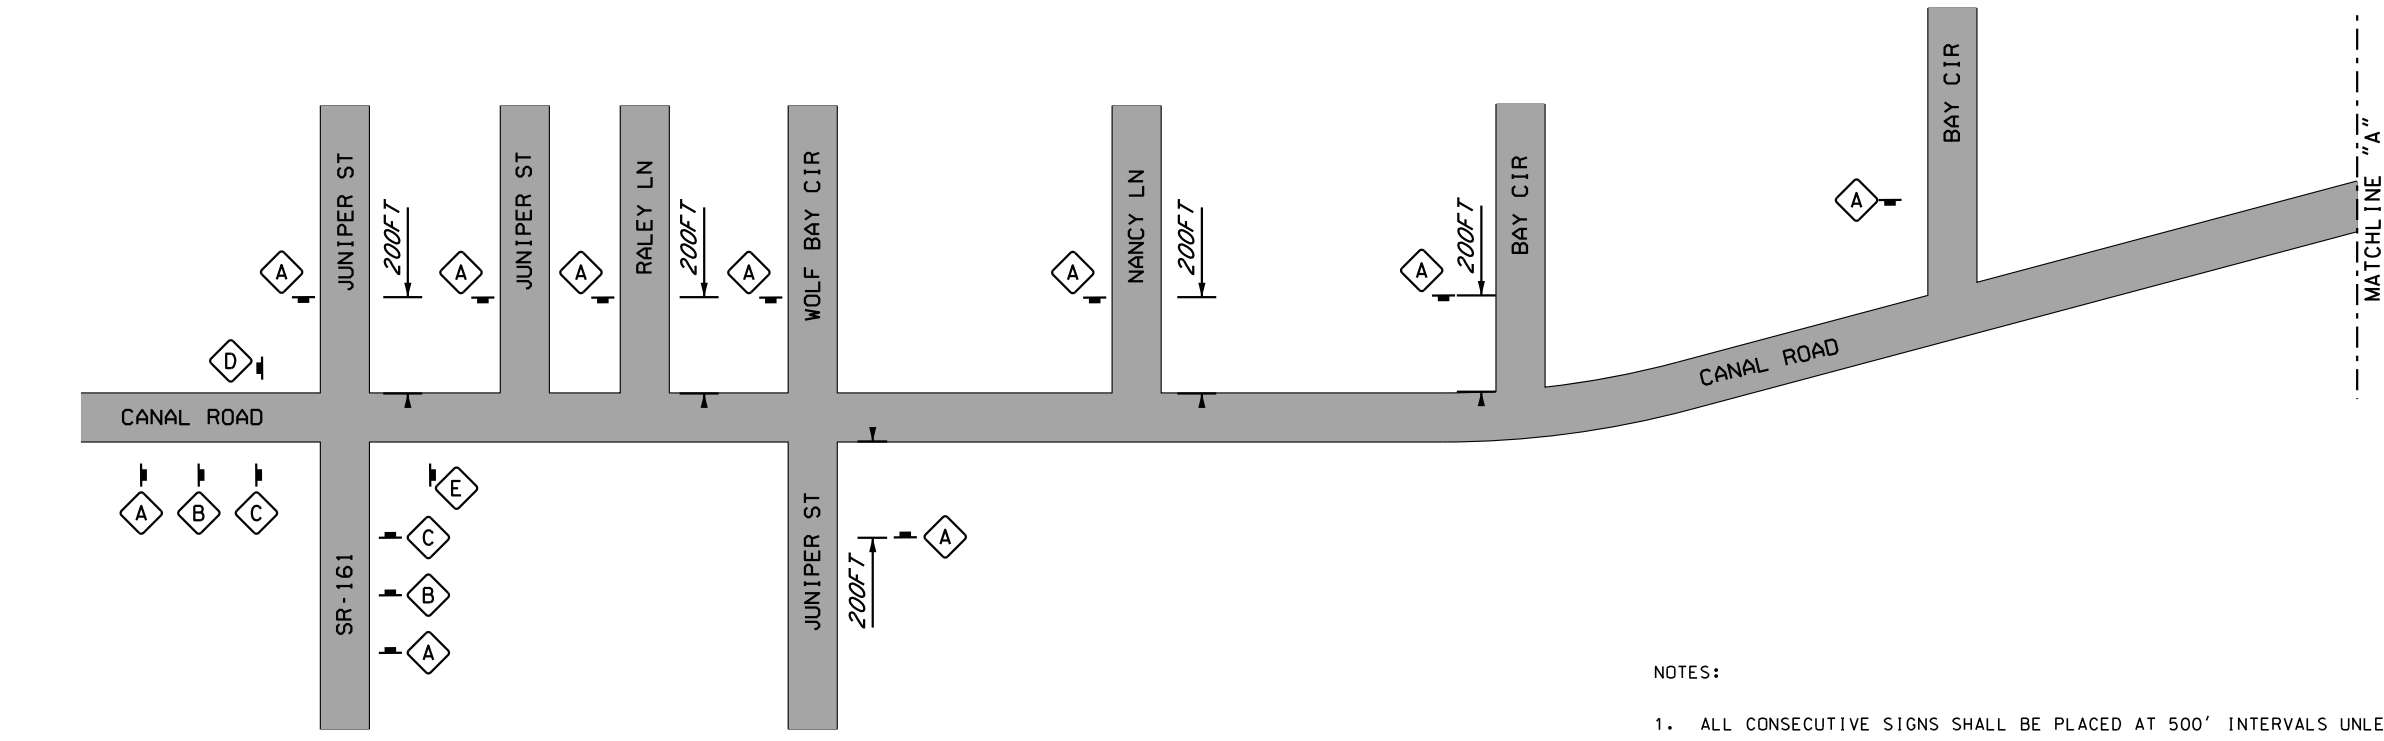 JUNIPER ST
JUNIPER ST
RALEY LN
WOLF BAY CIR
NANCY LN
BAY CIR
BAY CIR
MATCHLINE "A"
200FT
200FT
200FT
200FT
A
A
A
A
A
A
A
D
CANAL ROAD
CANAL ROAD
A
B
C
E
C
B
A
SR-161
JUNIPER ST
200FT
A
NOTES:
1. ALL CONSECUTIVE SIGNS SHALL BE PLACED AT 500' INTERVALS UNLE